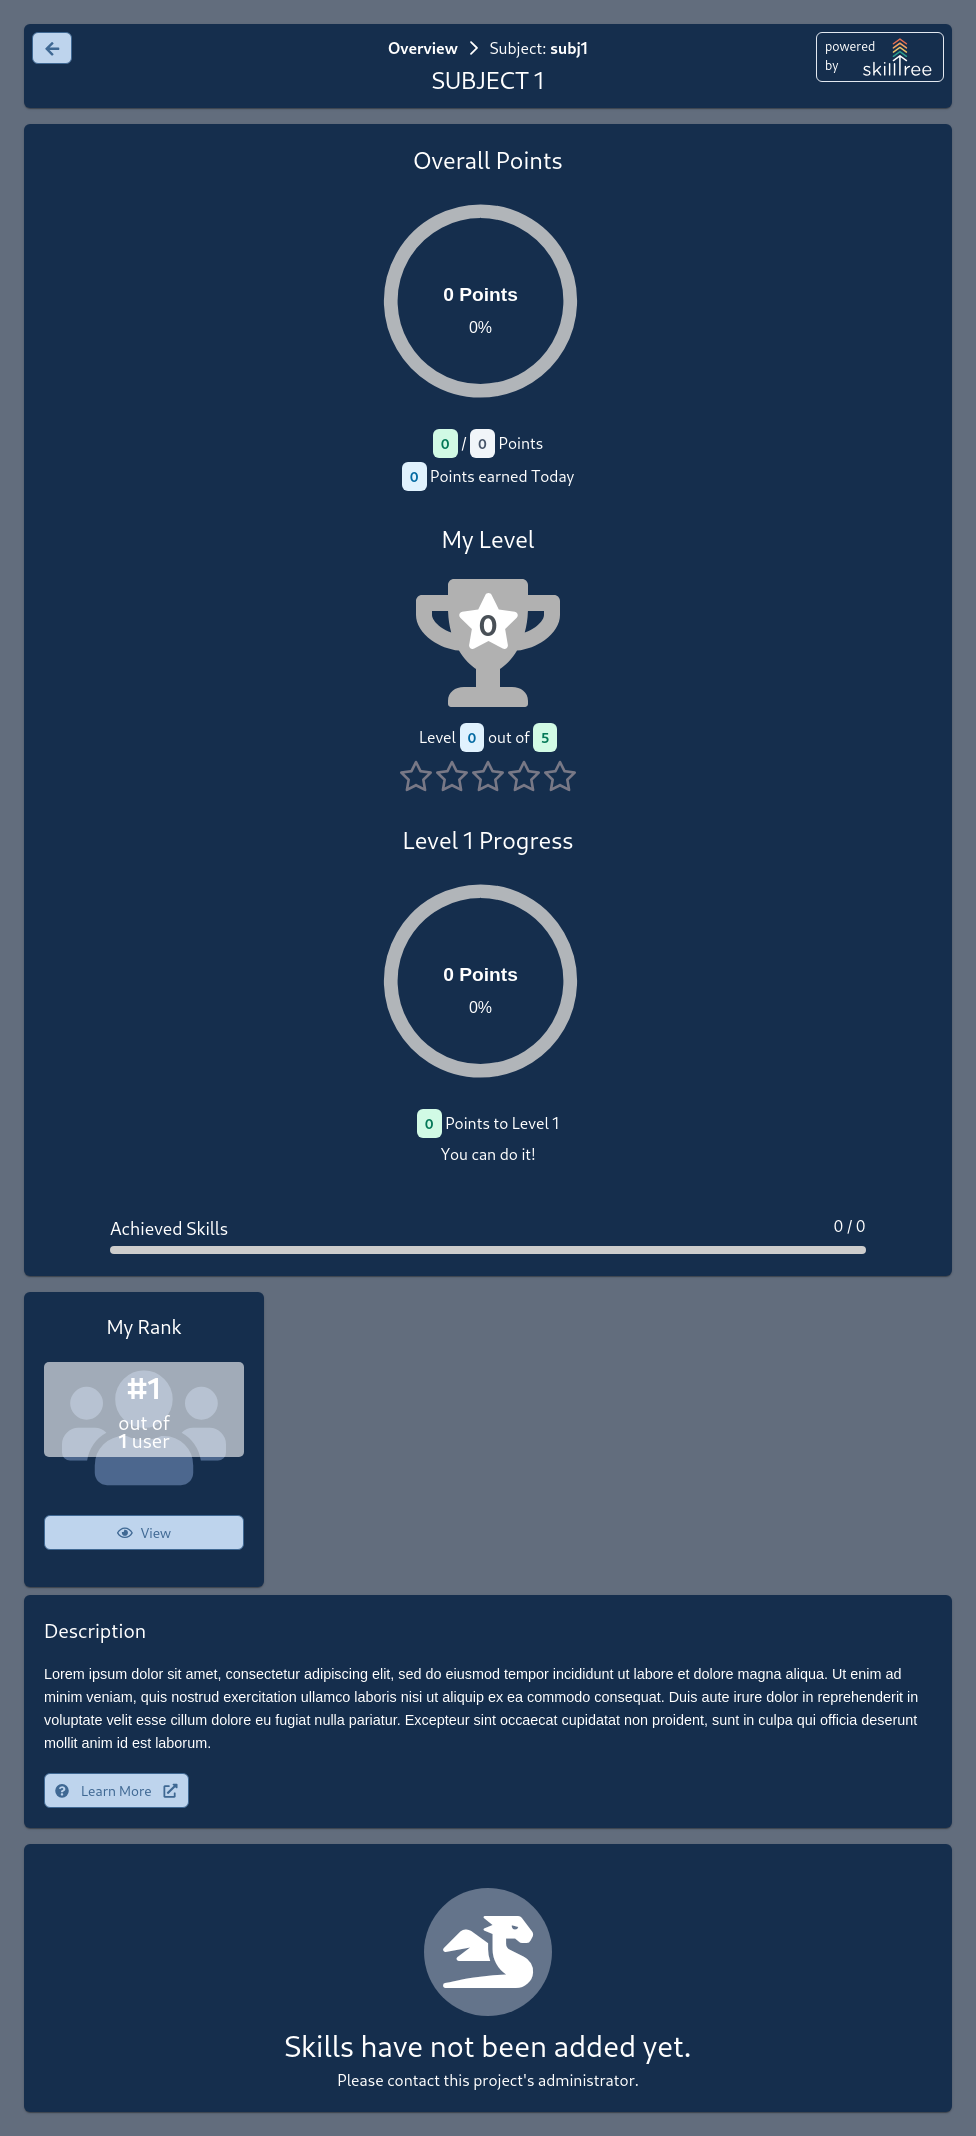 Overview > Subject: subj1
SUBJECT 1
powered
by skilltree
Overall Points
0 Points
0%
0 / 0 Points
0 Points earned Today
My Level
0
Level 0 out of 5
Level 1 Progress
0 Points
0%
0 Points to Level 1
You can do it!
Achieved Skills 0 / 0
My Rank
#1
out of
1 user
View
Description
Lorem ipsum dolor sit amet, consectetur adipiscing elit, sed do eiusmod tempor incididunt ut labore et dolore magna aliqua. Ut enim ad
minim veniam, quis nostrud exercitation ullamco laboris nisi ut aliquip ex ea commodo consequat. Duis aute irure dolor in reprehenderit in
voluptate velit esse cillum dolore eu fugiat nulla pariatur. Excepteur sint occaecat cupidatat non proident, sunt in culpa qui officia deserunt
mollit anim id est laborum.
Learn More
Skills have not been added yet.
Please contact this project's administrator.